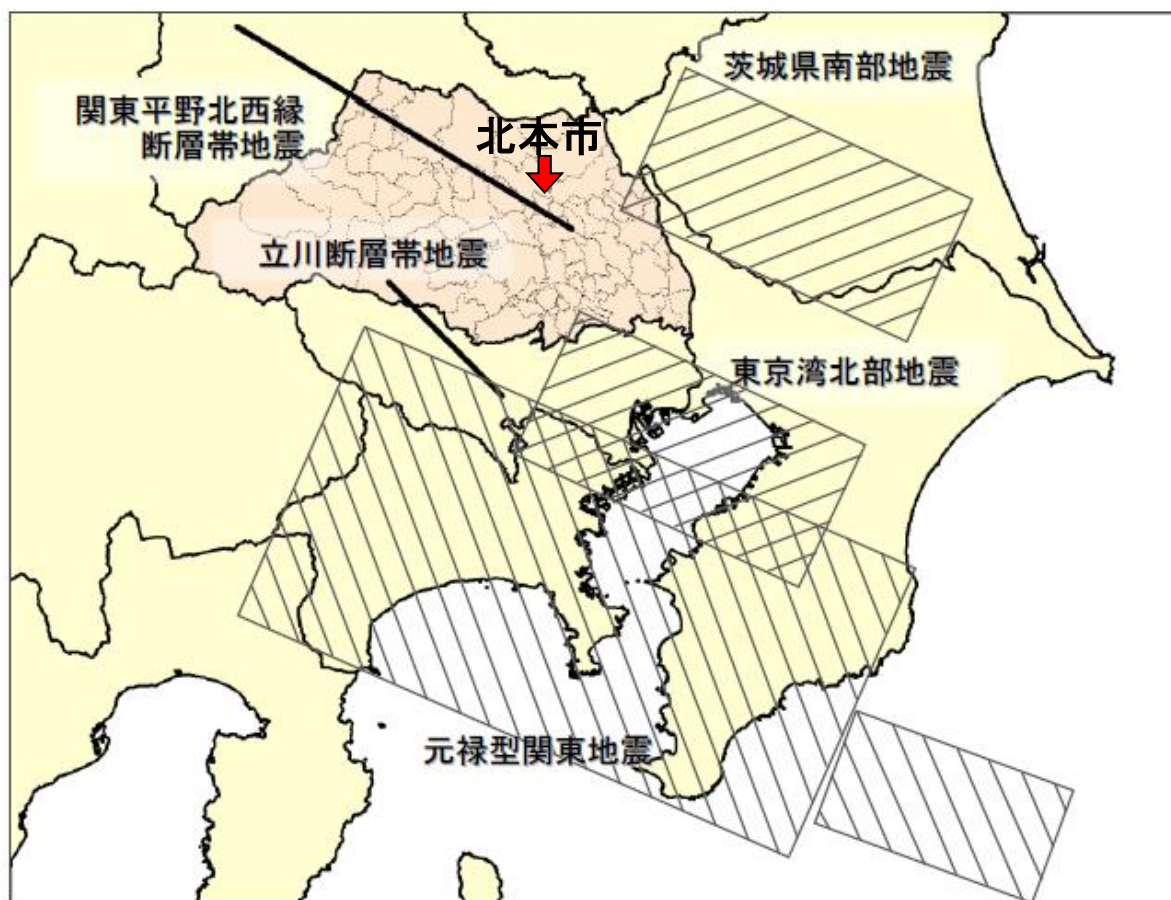 茨城県南部地震
関東平野北西縁
断層帯地震
北本市
立川断層帯地震
東京湾北部地震
元禄型関東地震